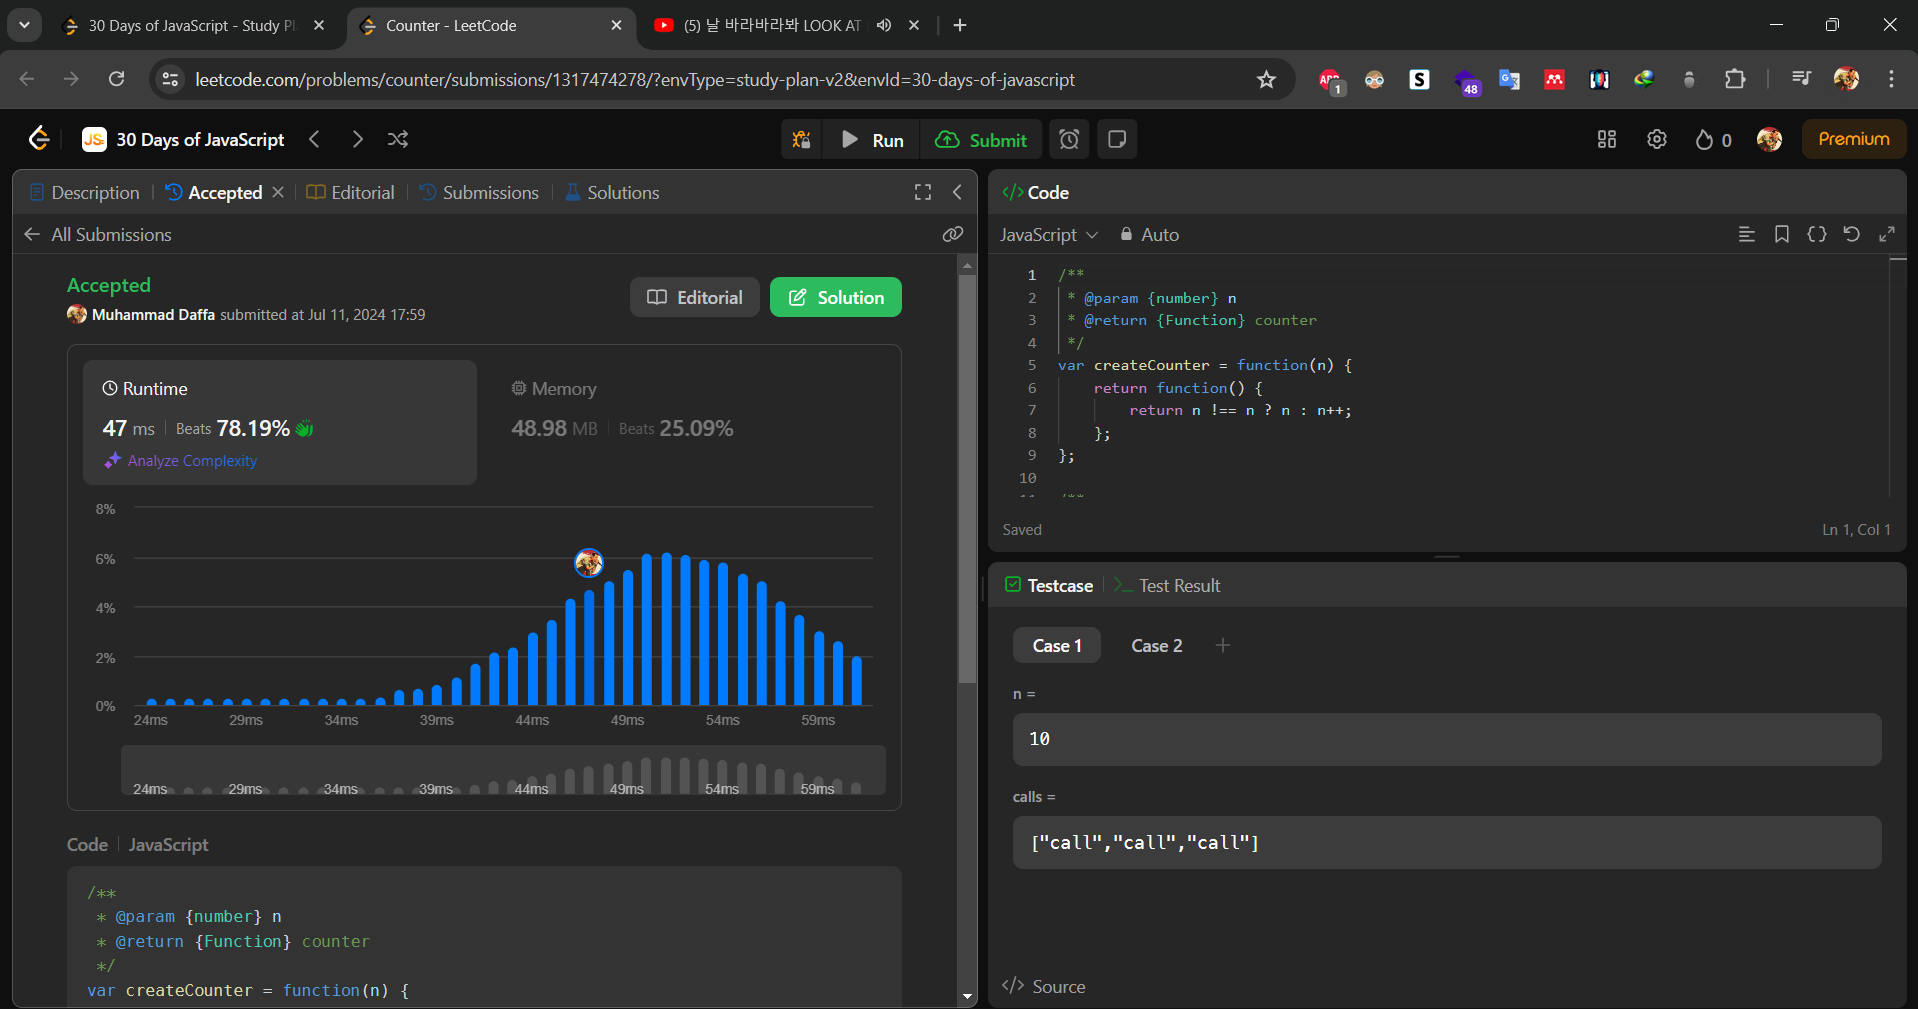 30 Days of JavaScript - Study Pl
Counter - LeetCode
(5) 날 바라바라봐 LOOK AT
leetcode.com/problems/counter/submissions/1317474278/?envType=study-plan-v2&envId=30-days-of-javascript
ABP
1
S
48
JS
30 Days of JavaScript
Run
Submit
0
Premium
Description
Accepted
Editorial
Submissions
Solutions
All Submissions
Accepted
Muhammad Daffa submitted at Jul 11, 2024 17:59
Editorial
Solution
Runtime
47 ms
Beats 78.19%
Analyze Complexity
Memory
48.98 MB
Beats 25.09%
8%
6%
4%
2%
0%
24ms 29ms 34ms 39ms 44ms 49ms 54ms 59ms
24ms 29ms 34ms 39ms 44ms 49ms 54ms 59ms
Code
JavaScript
/**
* @param {number} n
* @return {Function} counter
*/
var createCounter = function(n) {
</> Code
JavaScript
Auto
1 /**
2 * @param {number} n
3 * @return {Function} counter
4 */
5 var createCounter = function(n) {
6 return function() {
7 return n !== n ? n : n++;
8 };
9 };
10
11 /**
Saved
Ln 1, Col 1
Testcase
Test Result
Case 1
Case 2
n =
10
calls =
["call","call","call"]
</> Source